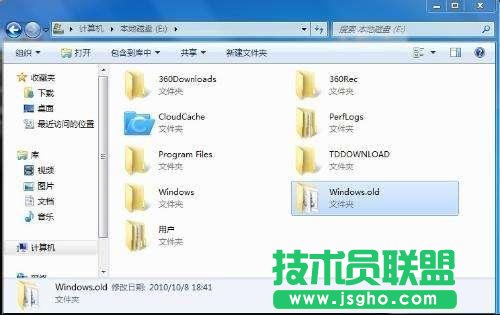 计算机 ▸ 本地磁盘 (E:) ▸
搜索 本地磁盘 (E:)
组织 打开 包含到库中 共享 新建文件夹
收藏夹
下载
桌面
最近访问的位置
库
视频
图片
文档
音乐
计算机
360Downloads
文件夹
360Rec
文件夹
CloudCache
文件夹
PerfLogs
文件夹
Program Files
文件夹
TDDOWNLOAD
文件夹
Windows
文件夹
Windows.old
文件夹
用户
文件夹
Windows.old 修改日期: 2010/10/8 18:41
文件夹
技术员联盟
www.jsgho.com